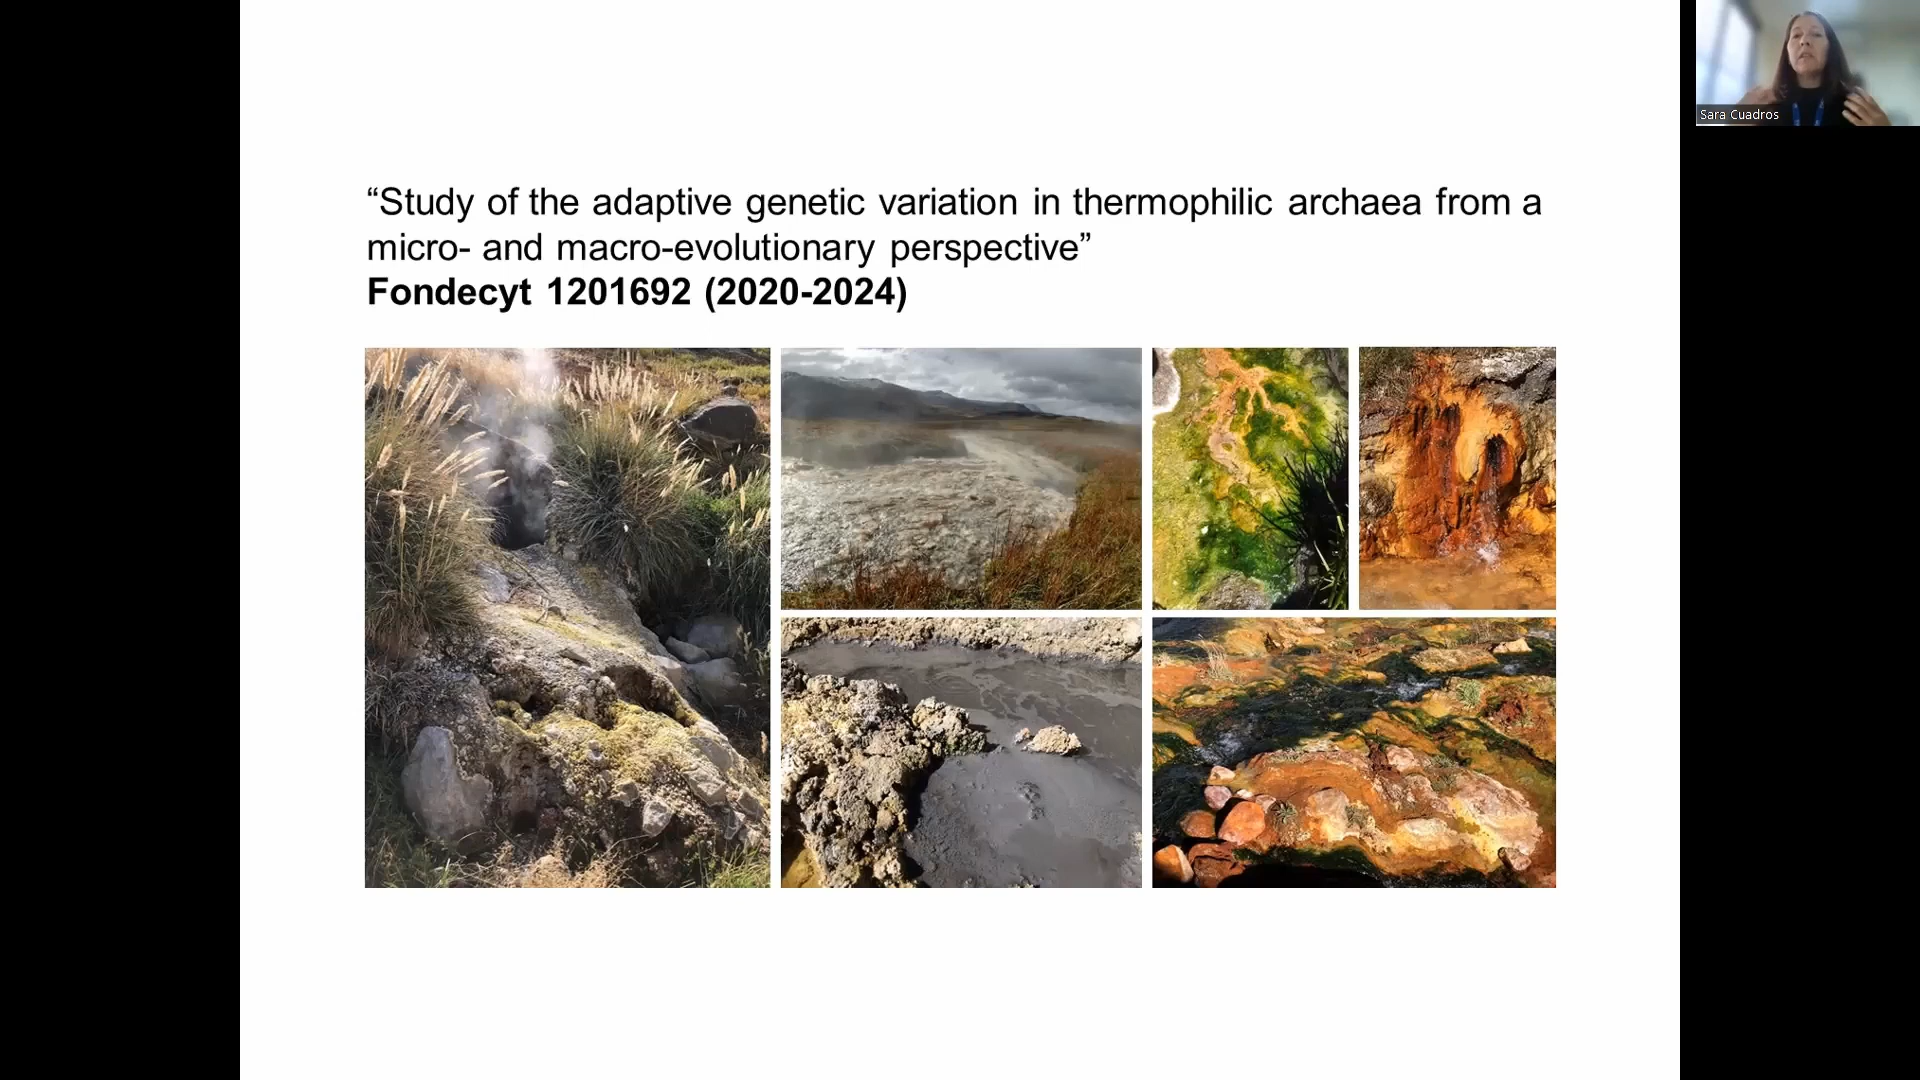 “Study of the adaptive genetic variation in thermophilic archaea from a
micro- and macro-evolutionary perspective”
Fondecyt 1201692 (2020-2024)
Sara Cuadros